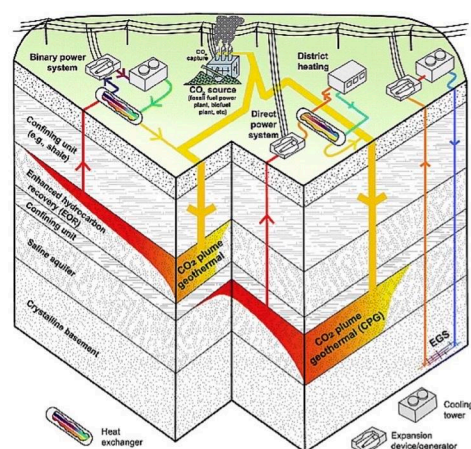 Binary power
system
CO₂
capture
CO₂ source
(fossil fuel power
plant, biofuel
plant, etc)
District
heating
Direct
power
system
Confining unit
(e.g., shale)
Enhanced hydrocarbon
recovery (EOR)
Confining unit
Saline aquifer
Crystalline basement
CO₂ plume
geothermal
CO₂ plume
geothermal (CPG)
EGS
Heat
exchanger
Cooling
tower
Expansion
device/generator